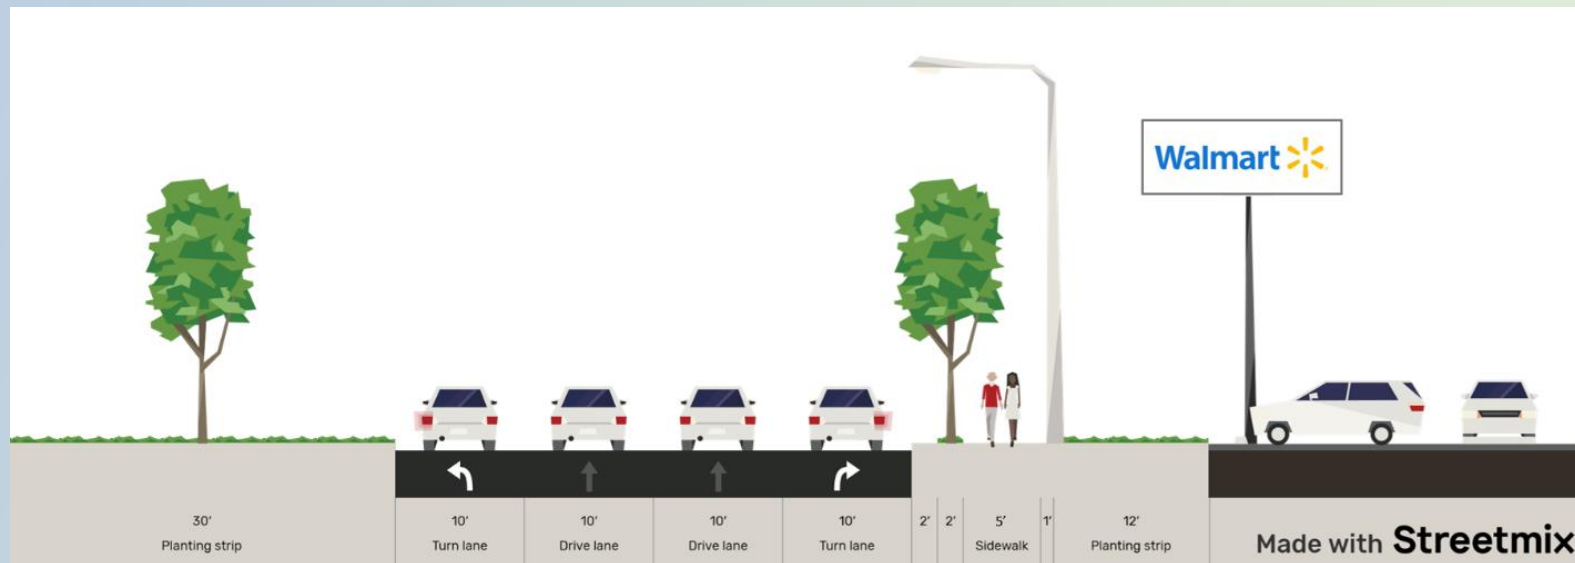 Walmart
30'
Planting strip
10'
Turn lane
10'
Drive lane
10'
Drive lane
10'
Turn lane
2'
2'
5'
Sidewalk
1'
12'
Planting strip
Made with Streetmix